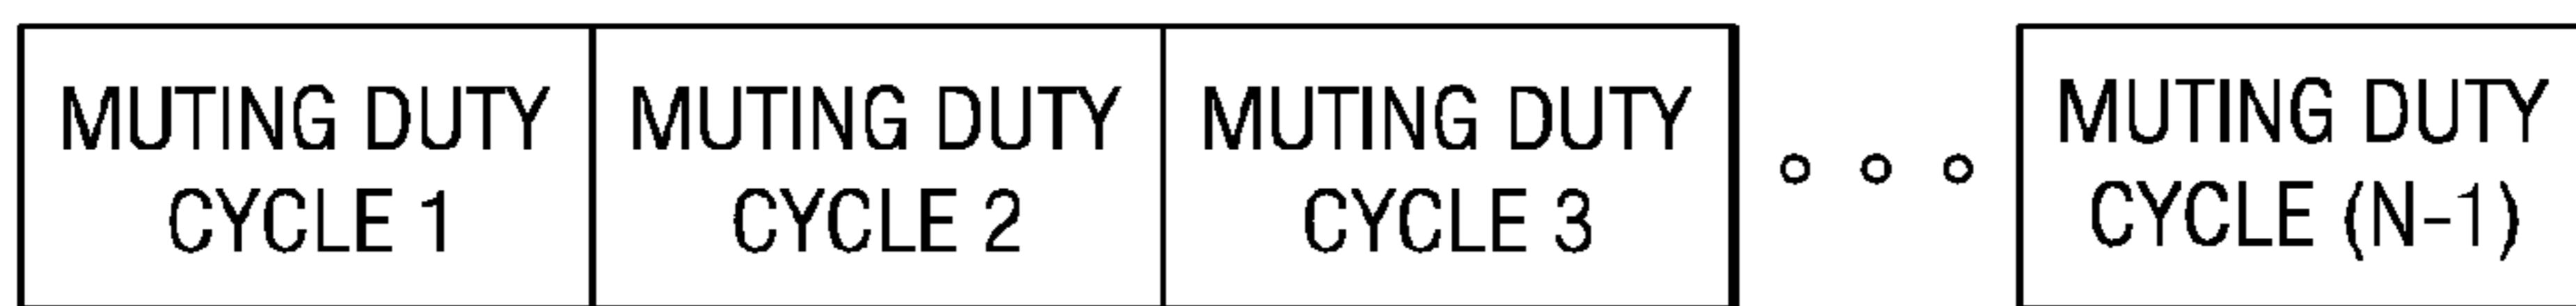 MUTING DUTY
CYCLE 1
MUTING DUTY
CYCLE 2
MUTING DUTY
CYCLE 3
MUTING DUTY
CYCLE (N-1)